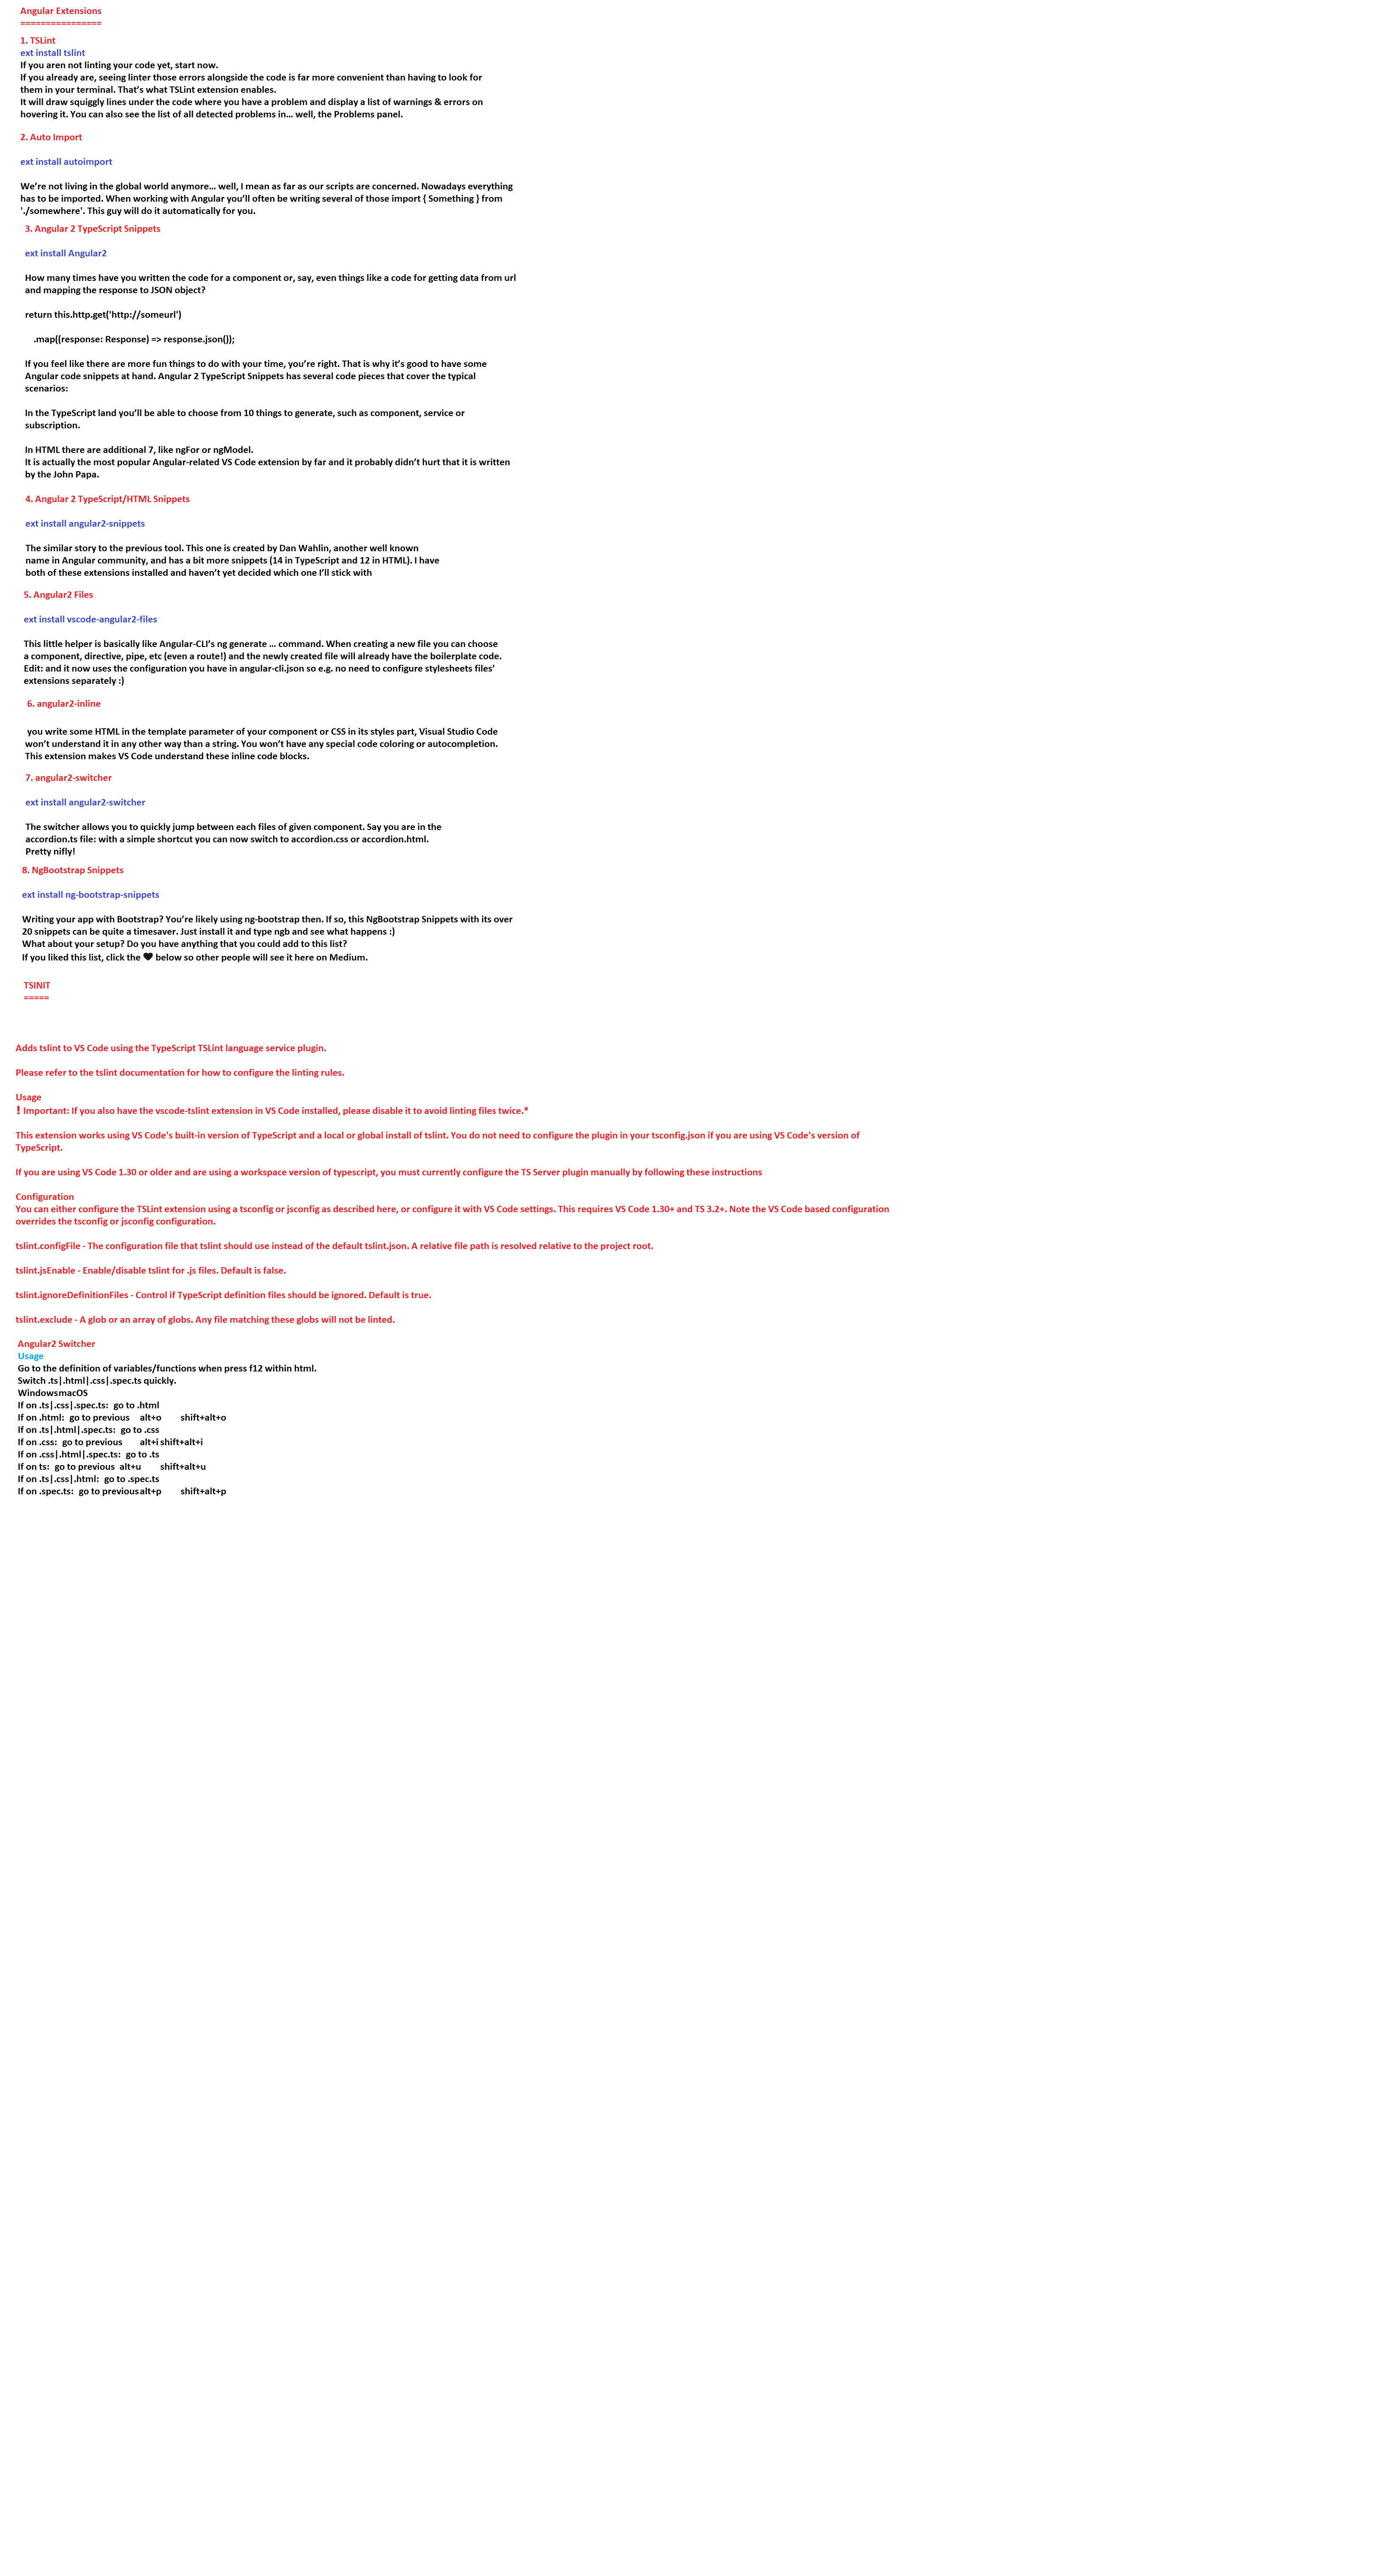 Angular Extensions
================
1. TSLint
ext install tslint
If you aren not linting your code yet, start now.
If you already are, seeing linter those errors alongside the code is far more convenient than having to look for
them in your terminal. That’s what TSLint extension enables.
It will draw squiggly lines under the code where you have a problem and display a list of warnings & errors on
hovering it. You can also see the list of all detected problems in… well, the Problems panel.
2. Auto Import
ext install autoimport
We’re not living in the global world anymore… well, I mean as far as our scripts are concerned. Nowadays everything
has to be imported. When working with Angular you’ll often be writing several of those import { Something } from
'./somewhere'. This guy will do it automatically for you.
3. Angular 2 TypeScript Snippets
ext install Angular2
How many times have you written the code for a component or, say, even things like a code for getting data from url
and mapping the response to JSON object?
return this.http.get('http://someurl')
.map((response: Response) => response.json());
If you feel like there are more fun things to do with your time, you’re right. That is why it’s good to have some
Angular code snippets at hand. Angular 2 TypeScript Snippets has several code pieces that cover the typical
scenarios:
In the TypeScript land you’ll be able to choose from 10 things to generate, such as component, service or
subscription.
In HTML there are additional 7, like ngFor or ngModel.
It is actually the most popular Angular-related VS Code extension by far and it probably didn’t hurt that it is written
by the John Papa.
4. Angular 2 TypeScript/HTML Snippets
ext install angular2-snippets
The similar story to the previous tool. This one is created by Dan Wahlin, another well known
name in Angular community, and has a bit more snippets (14 in TypeScript and 12 in HTML). I have
both of these extensions installed and haven’t yet decided which one I’ll stick with
5. Angular2 Files
ext install vscode-angular2-files
This little helper is basically like Angular-CLI’s ng generate … command. When creating a new file you can choose
a component, directive, pipe, etc (even a route!) and the newly created file will already have the boilerplate code.
Edit: and it now uses the configuration you have in angular-cli.json so e.g. no need to configure stylesheets files’
extensions separately :)
6. angular2-inline
you write some HTML in the template parameter of your component or CSS in its styles part, Visual Studio Code
won’t understand it in any other way than a string. You won’t have any special code coloring or autocompletion.
This extension makes VS Code understand these inline code blocks.
7. angular2-switcher
ext install angular2-switcher
The switcher allows you to quickly jump between each files of given component. Say you are in the
accordion.ts file: with a simple shortcut you can now switch to accordion.css or accordion.html.
Pretty nifly!
8. NgBootstrap Snippets
ext install ng-bootstrap-snippets
Writing your app with Bootstrap? You’re likely using ng-bootstrap then. If so, this NgBootstrap Snippets with its over
20 snippets can be quite a timesaver. Just install it and type ngb and see what happens :)
What about your setup? Do you have anything that you could add to this list?
If you liked this list, click the ♥ below so other people will see it here on Medium.
TSINIT
=====
Adds tslint to VS Code using the TypeScript TSLint language service plugin.
Please refer to the tslint documentation for how to configure the linting rules.
Usage
❗ Important: If you also have the vscode-tslint extension in VS Code installed, please disable it to avoid linting files twice.*
This extension works using VS Code's built-in version of TypeScript and a local or global install of tslint. You do not need to configure the plugin in your tsconfig.json if you are using VS Code's version of
TypeScript.
If you are using VS Code 1.30 or older and are using a workspace version of typescript, you must currently configure the TS Server plugin manually by following these instructions
Configuration
You can either configure the TSLint extension using a tsconfig or jsconfig as described here, or configure it with VS Code settings. This requires VS Code 1.30+ and TS 3.2+. Note the VS Code based configuration
overrides the tsconfig or jsconfig configuration.
tslint.configFile - The configuration file that tslint should use instead of the default tslint.json. A relative file path is resolved relative to the project root.
tslint.jsEnable - Enable/disable tslint for .js files. Default is false.
tslint.ignoreDefinitionFiles - Control if TypeScript definition files should be ignored. Default is true.
tslint.exclude - A glob or an array of globs. Any file matching these globs will not be linted.
Angular2 Switcher
Usage
Go to the definition of variables/functions when press f12 within html.
Switch .ts|.html|.css|.spec.ts quickly.
WindowsmacOS
If on .ts|.css|.spec.ts: go to .html
If on .html: go to previous alt+o shift+alt+o
If on .ts|.html|.spec.ts: go to .css
If on .css: go to previous alt+i shift+alt+i
If on .css|.html|.spec.ts: go to .ts
If on ts: go to previous alt+u shift+alt+u
If on .ts|.css|.html: go to .spec.ts
If on .spec.ts: go to previousalt+p shift+alt+p